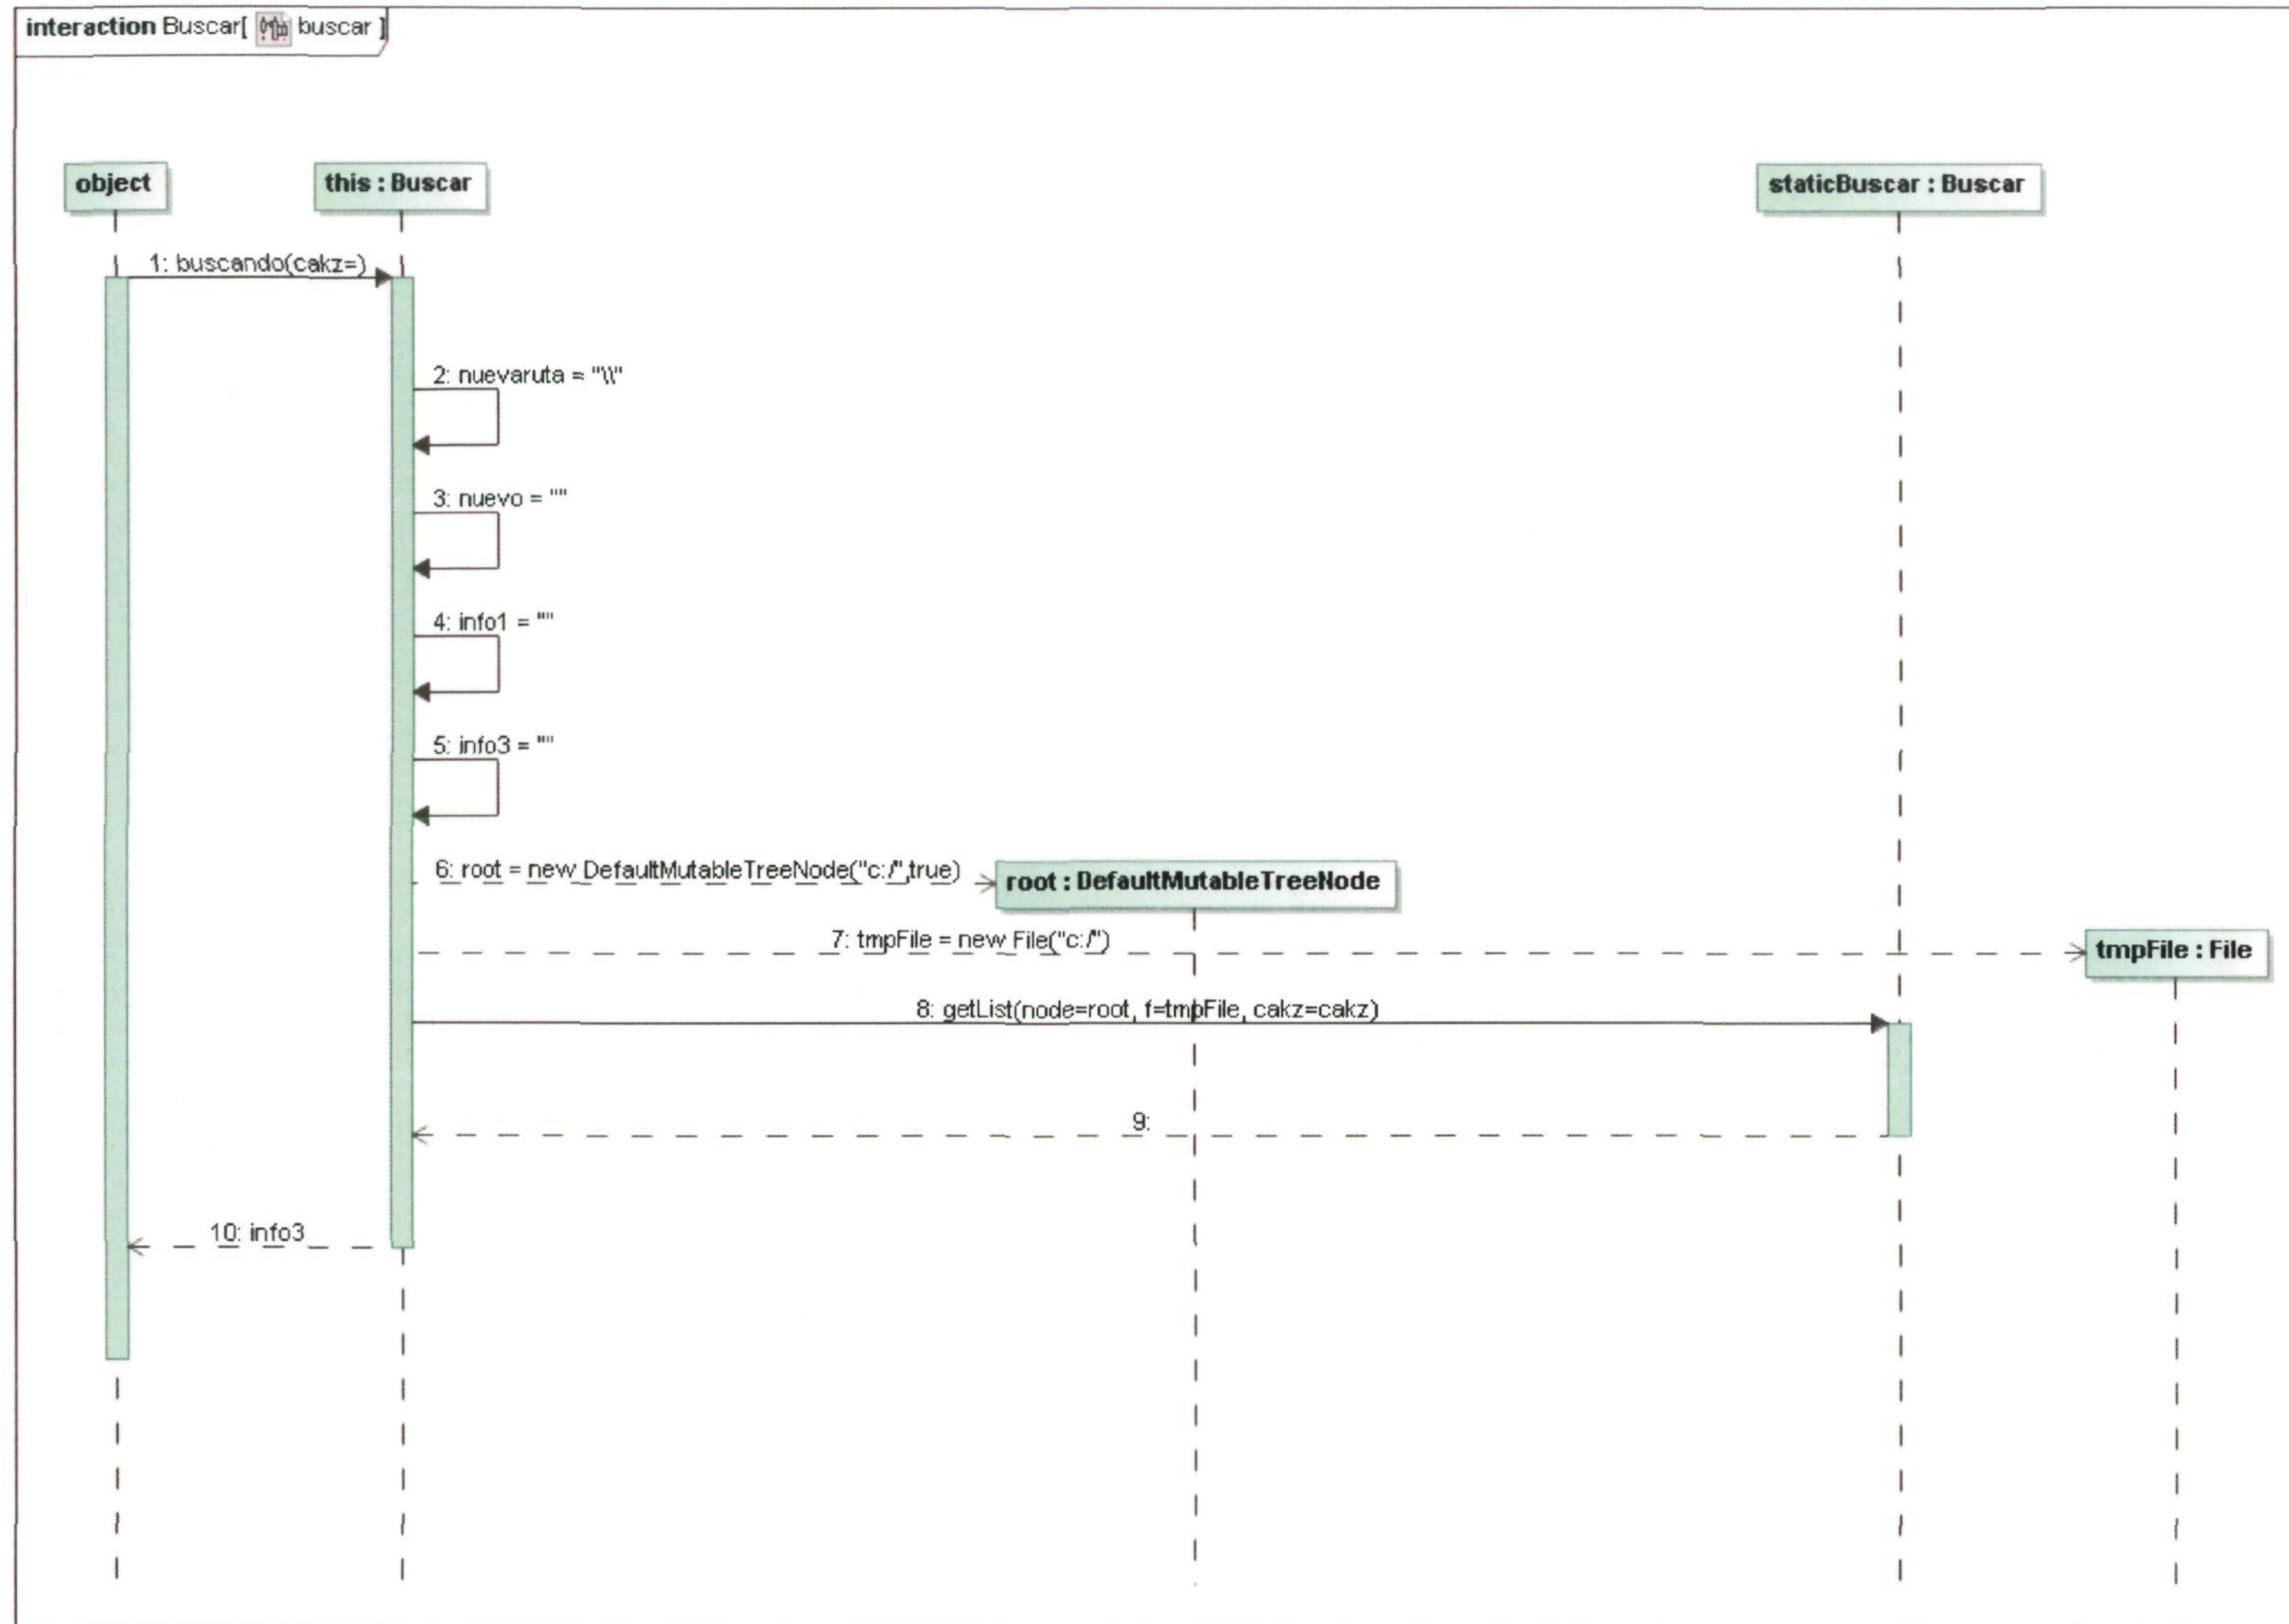 interaction Buscar[ buscar ]
object
this : Buscar
staticBuscar : Buscar
1: buscando(cakz=)
2: nuevaruta = "\\"
3: nuevo = ""
4: info1 = ""
5: info3 = ""
6: root = new DefaultMutableTreeNode("c:/",true)
root : DefaultMutableTreeNode
7: tmpFile = new File("c:/")
tmpFile : File
8: getList(node=root, f=tmpFile, cakz=cakz)
9:
10: info3